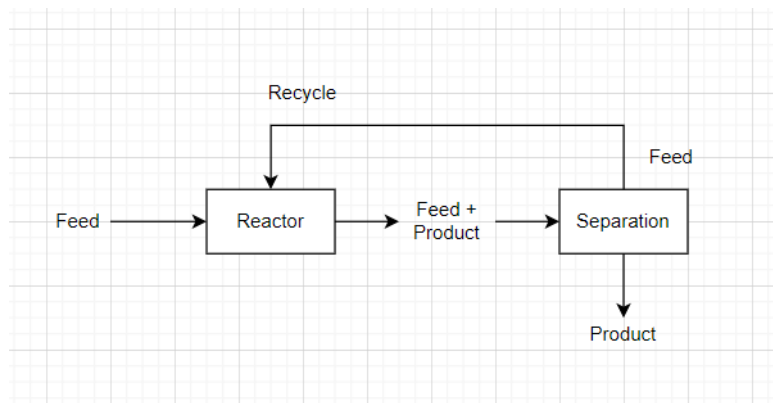 Recycle
Feed
Feed
Reactor
Feed +
Product
Separation
Product